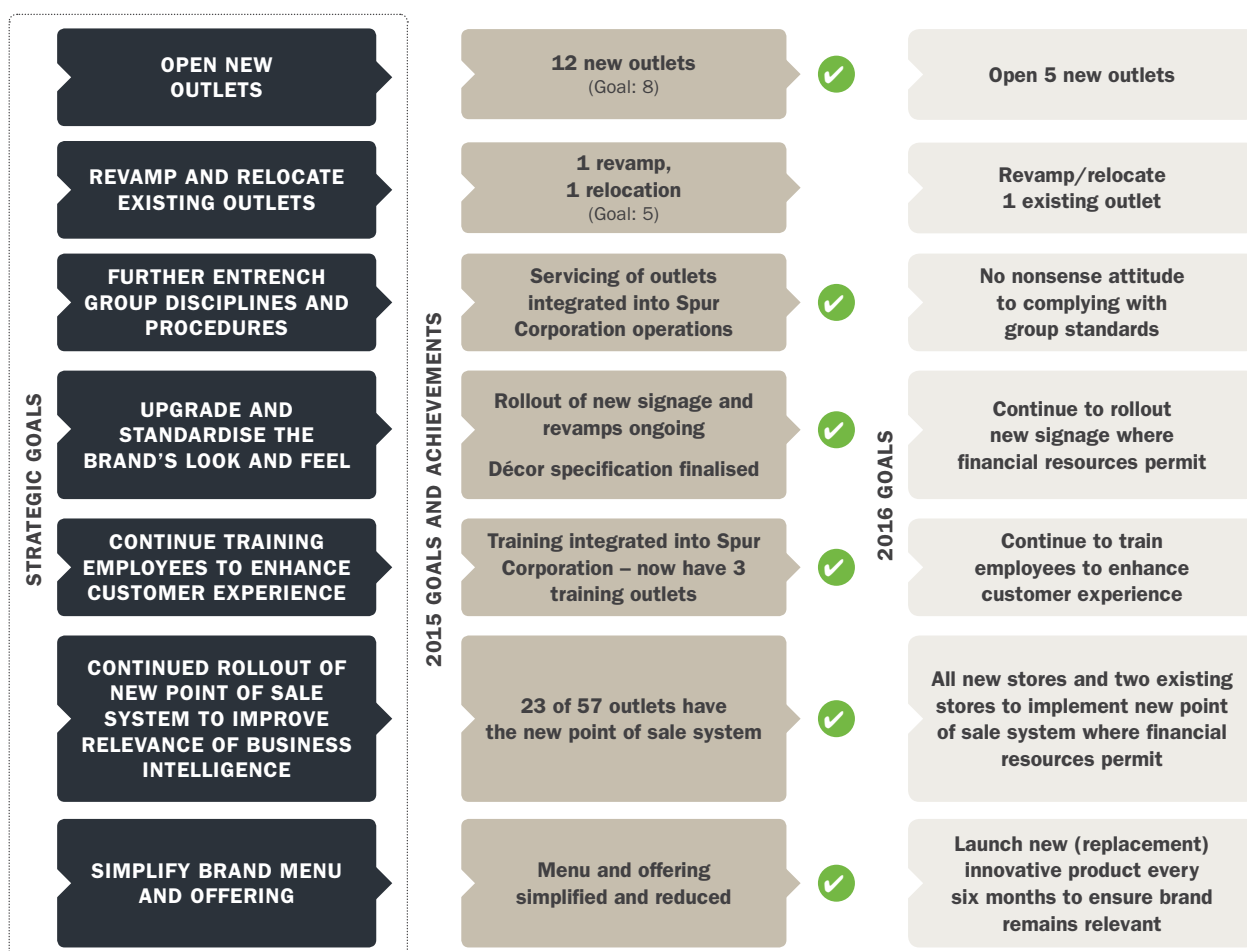 STRATEGIC GOALS
OPEN NEW
OUTLETS
REVAMP AND RELOCATE
EXISTING OUTLETS
FURTHER ENTRENCH
GROUP DISCIPLINES AND
PROCEDURES
UPGRADE AND
STANDARDISE THE
BRAND’S LOOK AND FEEL
CONTINUE TRAINING
EMPLOYEES TO ENHANCE
CUSTOMER EXPERIENCE
CONTINUED ROLLOUT OF
NEW POINT OF SALE
SYSTEM TO IMPROVE
RELEVANCE OF BUSINESS
INTELLIGENCE
SIMPLIFY BRAND MENU
AND OFFERING
2015 GOALS AND ACHIEVEMENTS
12 new outlets
(Goal: 8)
1 revamp,
1 relocation
(Goal: 5)
Servicing of outlets
integrated into Spur
Corporation operations
Rollout of new signage and
revamps ongoing
Décor specification finalised
Training integrated into Spur
Corporation – now have 3
training outlets
23 of 57 outlets have
the new point of sale system
Menu and offering
simplified and reduced
2016 GOALS
Open 5 new outlets
Revamp/relocate
1 existing outlet
No nonsense attitude
to complying with
group standards
Continue to rollout
new signage where
financial resources permit
Continue to train
employees to enhance
customer experience
All new stores and two existing
stores to implement new point
of sale system where financial
resources permit
Launch new (replacement)
innovative product every
six months to ensure brand
remains relevant